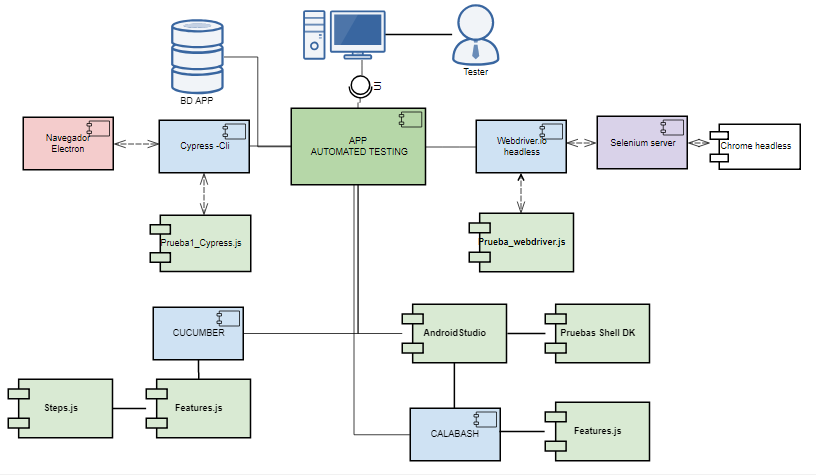 Tester
UI
BD APP
Navegador
Electron
Cypress -Cli
APP
AUTOMATED TESTING
Webdriver.io
headless
Selenium server
Chrome headless
Prueba1_Cypress.js
Prueba_webdriver.js
CUCUMBER
AndroidStudio
Pruebas Shell DK
Steps.js
Features.js
CALABASH
Features.js